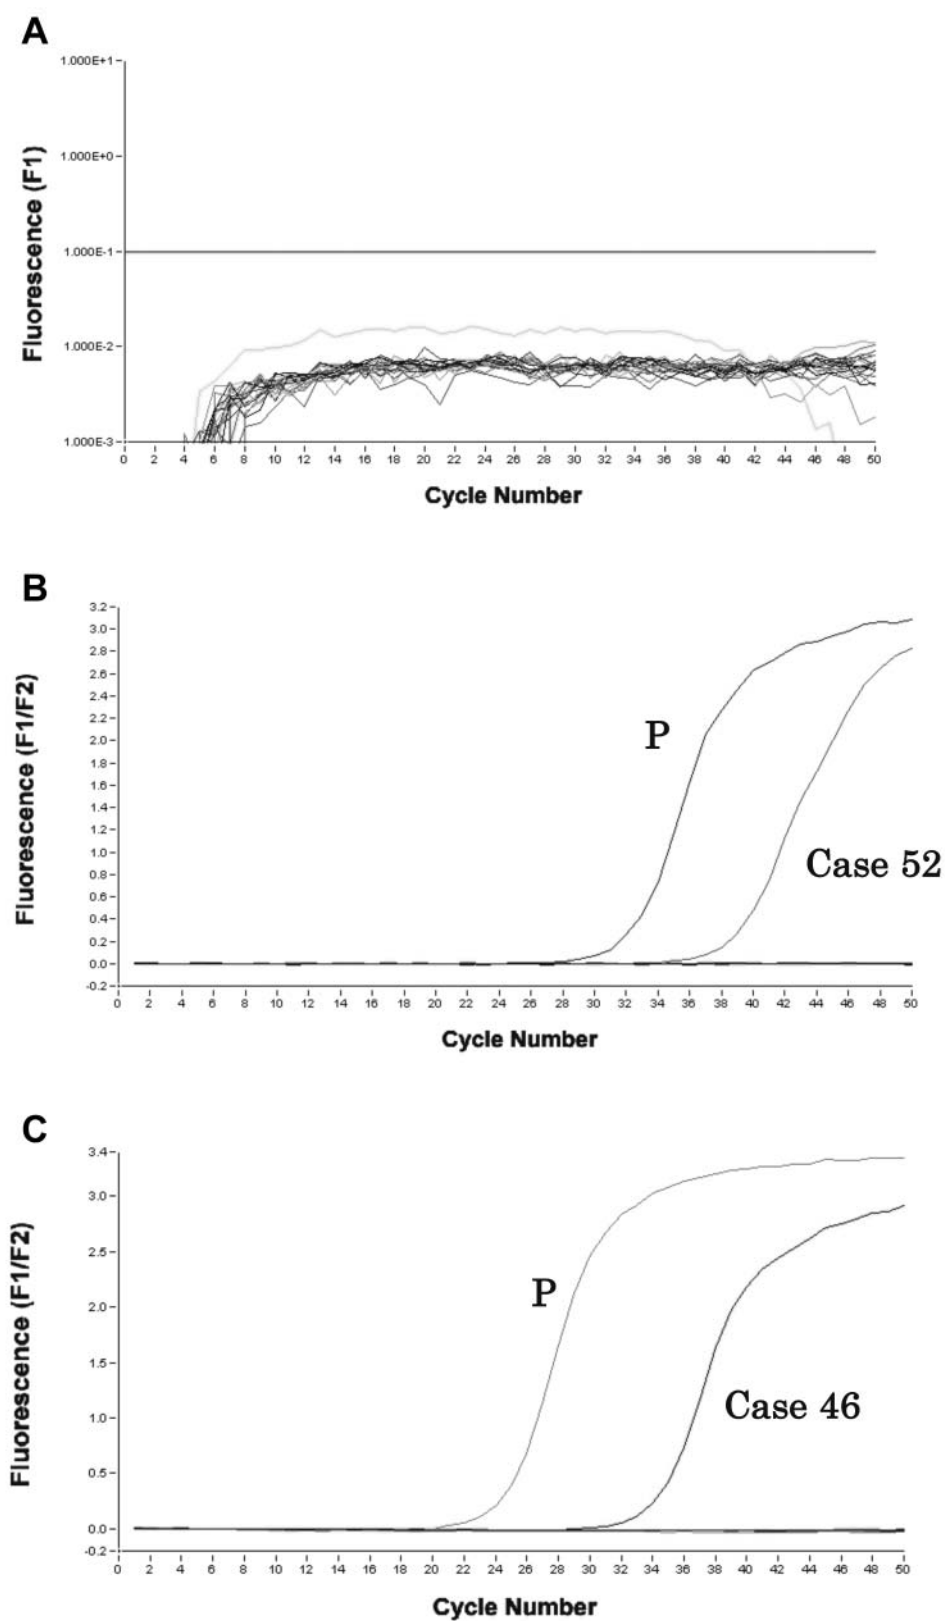 A
1.000E+1
1.000E+0
1.000E-1
1.000E-2
1.000E-3
Fluorescence (F1)
0 2 4 6 8 10 12 14 16 18 20 22 24 26 28 30 32 34 36 38 40 42 44 46 48 50
Cycle Number
B
3.2
3.0
2.8
2.6
2.4
2.2
2.0
1.8
1.6
1.4
1.2
1.0
0.8
0.6
0.4
0.2
0.0
-0.2
Fluorescence (F1/F2)
P
Case 52
0 2 4 6 8 10 12 14 16 18 20 22 24 26 28 30 32 34 36 38 40 42 44 46 48 50
Cycle Number
C
3.4
3.0
2.5
2.0
1.5
1.0
0.5
0.0
-0.2
Fluorescence (F1/F2)
P
Case 46
0 2 4 6 8 10 12 14 16 18 20 22 24 26 28 30 32 34 36 38 40 42 44 46 48 50
Cycle Number